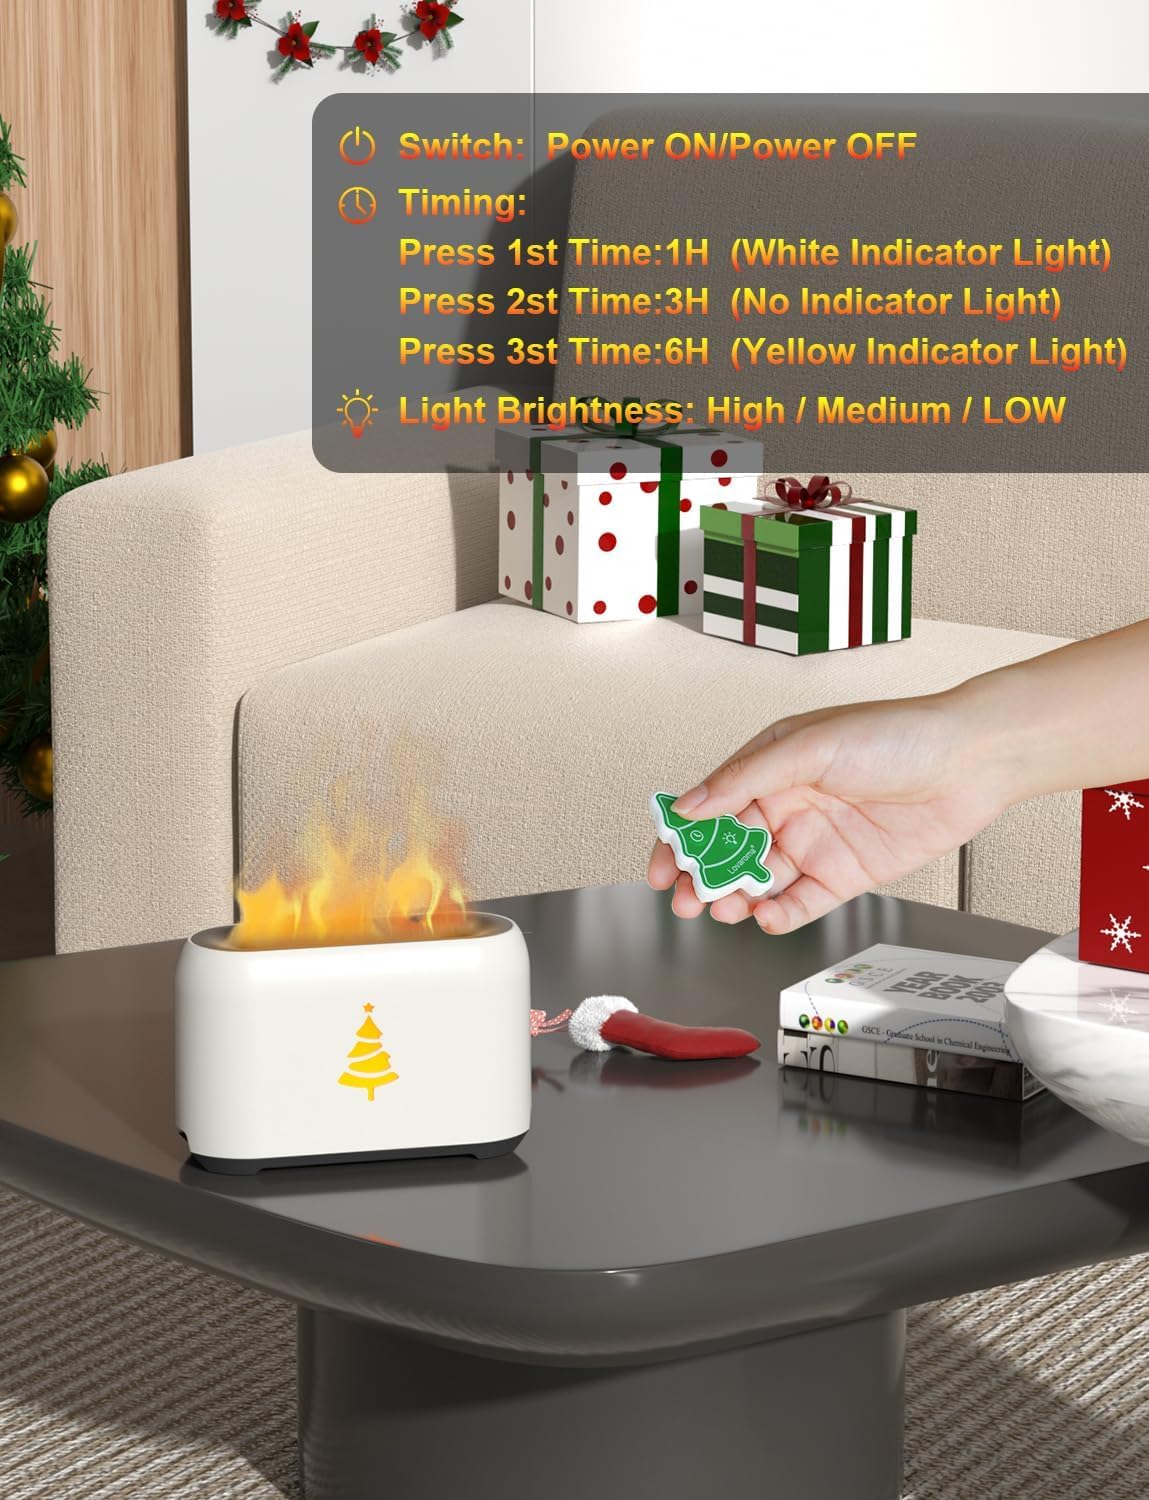 Switch: Power ON/Power OFF
Timing:
Press 1st Time:1H (White Indicator Light)
Press 2st Time:3H (No Indicator Light)
Press 3st Time:6H (Yellow Indicator Light)
Light Brightness: High / Medium / LOW
Lovaroma®
GSCE
YEAR
BOOK
2003
GSCE - Graduate School in Chemical Engineering